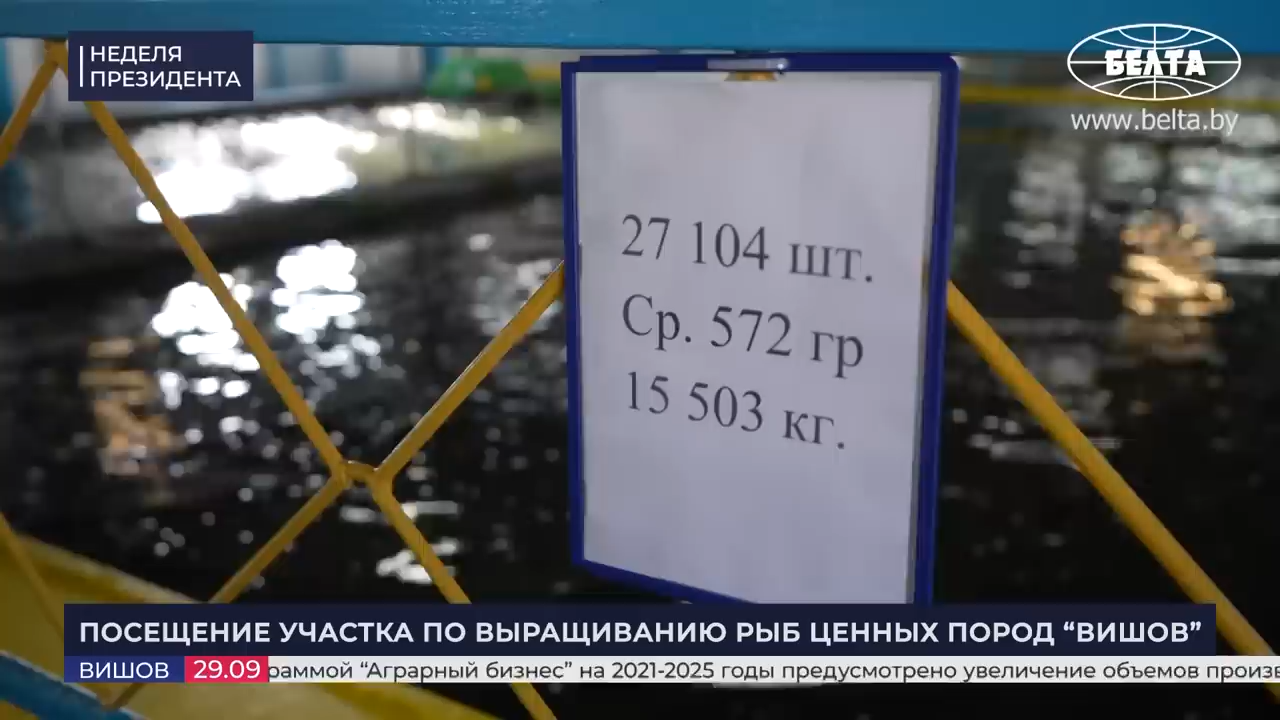 НЕДЕЛЯ
ПРЕЗИДЕНТА
БЕЛТА
www.belta.by
27 104 шт.
Ср. 572 гр
15 503 кг.
ПОСЕЩЕНИЕ УЧАСТКА ПО ВЫРАЩИВАНИЮ РЫБ ЦЕННЫХ ПОРОД “ВИШОВ”
ВИШОВ 29.09 раммой “Аграрный бизнес” на 2021-2025 годы предусмотрено увеличение объемов произв